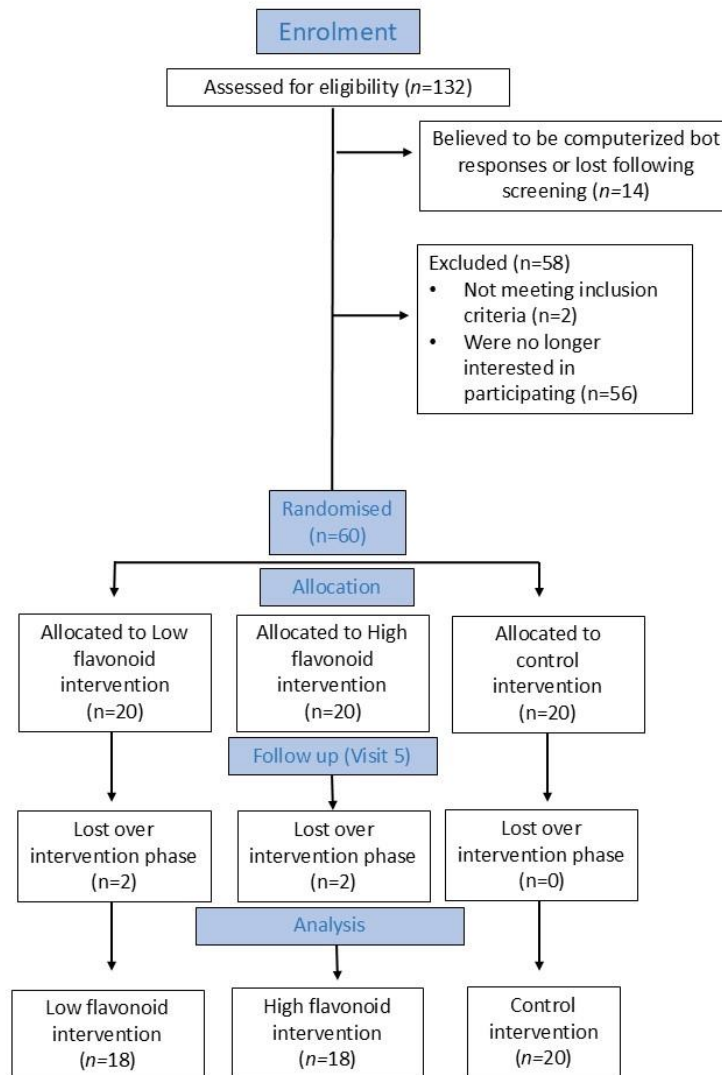 Enrolment
Assessed for eligibility (n=132)
Believed to be computerized bot
responses or lost following
screening (n=14)
Excluded (n=58)
• Not meeting inclusion
criteria (n=2)
• Were no longer
interested in
participating (n=56)
Randomised
(n=60)
Allocation
Allocated to Low
flavonoid
intervention
(n=20)
Allocated to High
flavonoid
intervention
(n=20)
Allocated to
control
intervention
(n=20)
Follow up (Visit 5)
Lost over
intervention phase
(n=2)
Lost over
intervention phase
(n=2)
Lost over
intervention phase
(n=0)
Analysis
Low flavonoid
intervention
(n=18)
High flavonoid
intervention
(n=18)
Control
intervention
(n=20)